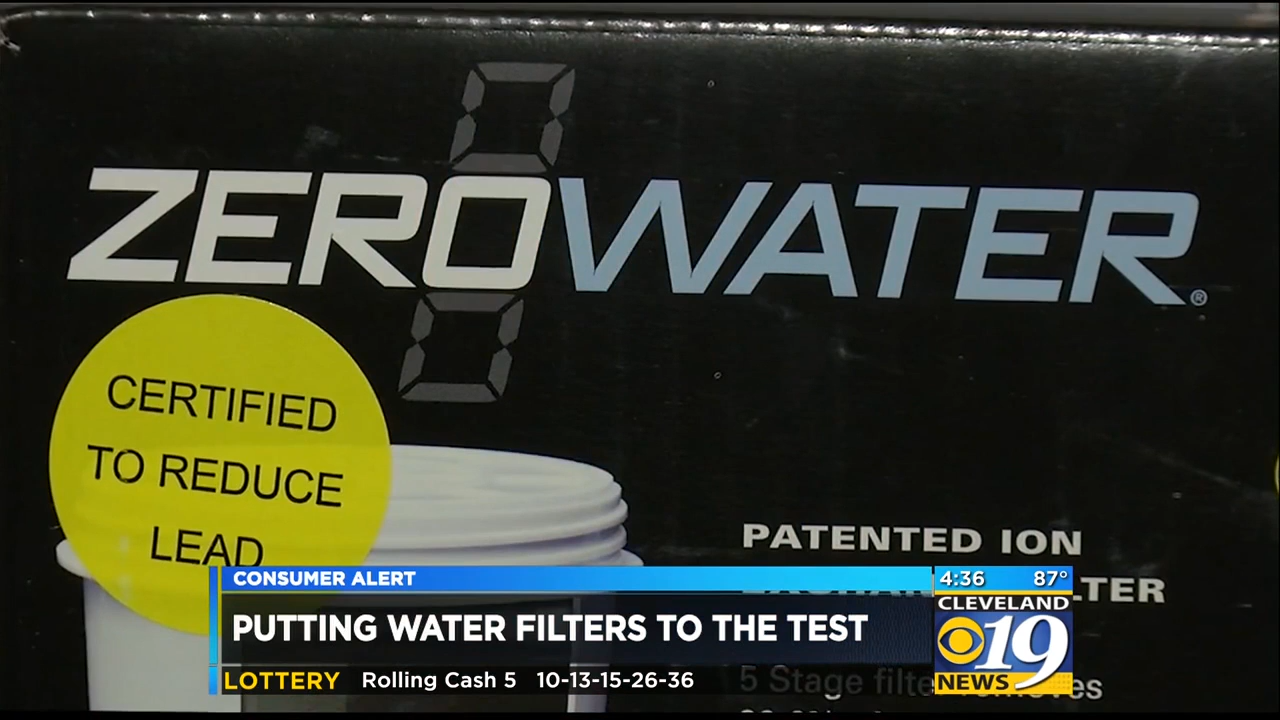 ZEROWATER®
CERTIFIED
TO REDUCE
LEAD
PATENTED ION
5 Stage
CONSUMER ALERT
4:36 87°
PUTTING WATER FILTERS TO THE TEST
CLEVELAND
19
NEWS
LOTTERY Rolling Cash 5 10-13-15-26-36